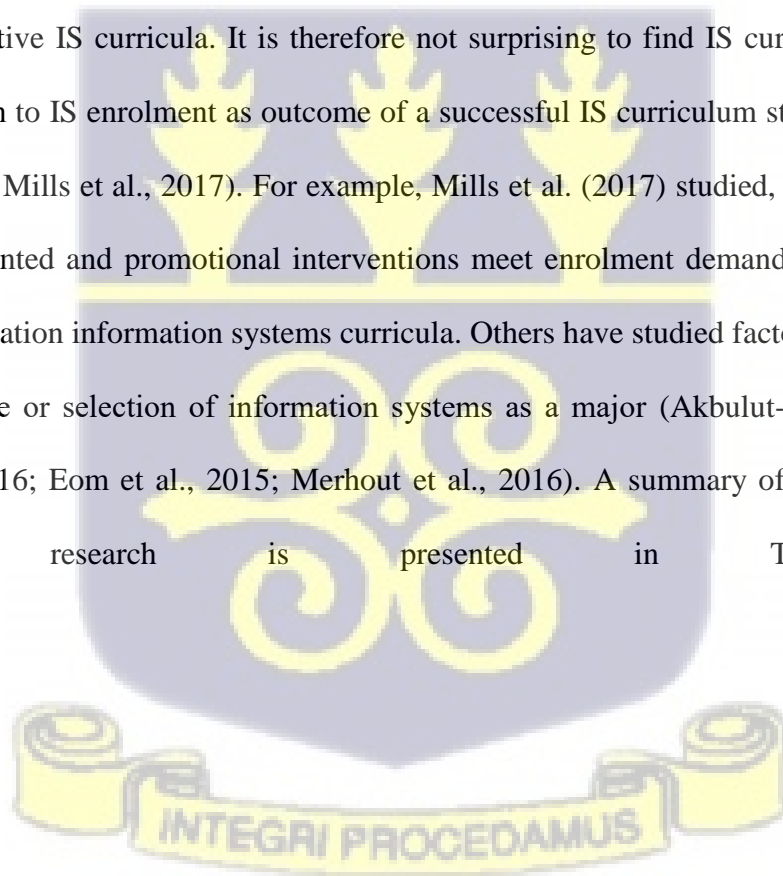 tive IS curricula. It is therefore not surprising to find IS cur
n to IS enrolment as outcome of a successful IS curriculum st
Mills et al., 2017). For example, Mills et al. (2017) studied,
nted and promotional interventions meet enrolment demand
ation information systems curricula. Others have studied facto
e or selection of information systems as a major (Akbulut-
16; Eom et al., 2015; Merhout et al., 2016). A summary of
research is presented in T
INTEGRI PROCEDAMUS